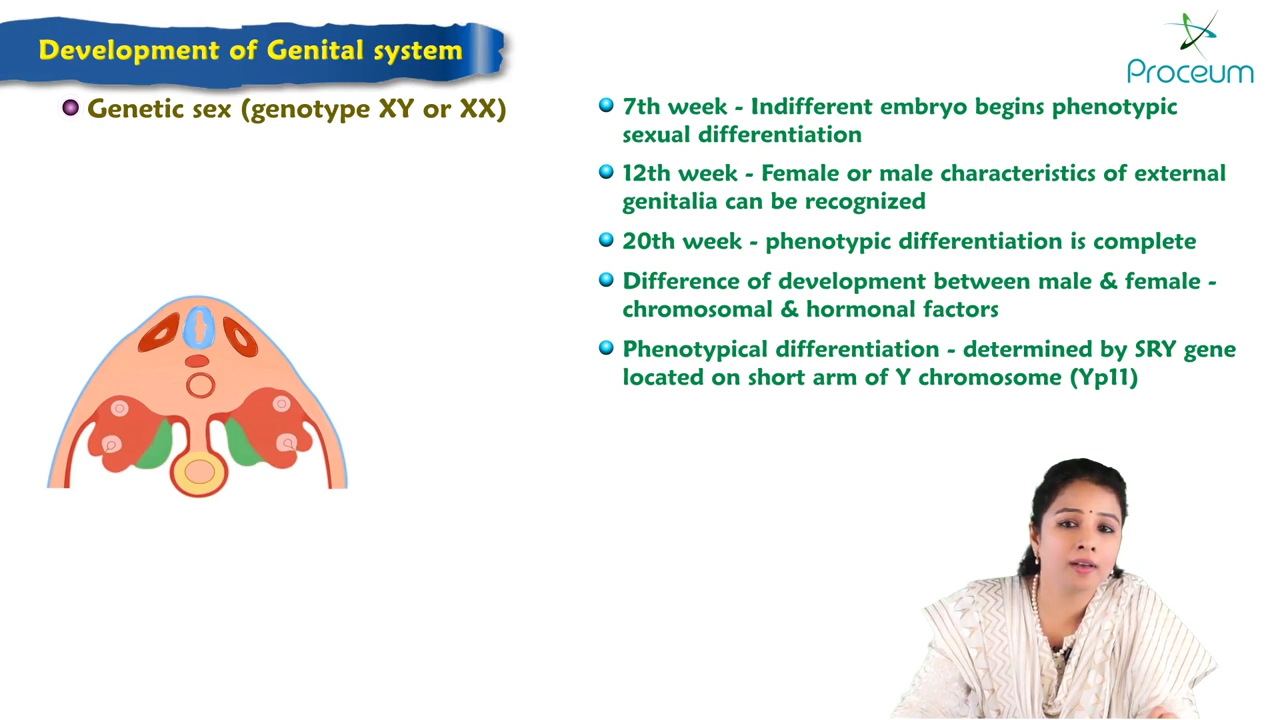 Development of Genital system
Proceum
Genetic sex (genotype XY or XX)
7th week - Indifferent embryo begins phenotypic
sexual differentiation
12th week - Female or male characteristics of external
genitalia can be recognized
20th week - phenotypic differentiation is complete
Difference of development between male & female -
chromosomal & hormonal factors
Phenotypical differentiation - determined by SRY gene
located on short arm of Y chromosome (Yp11)